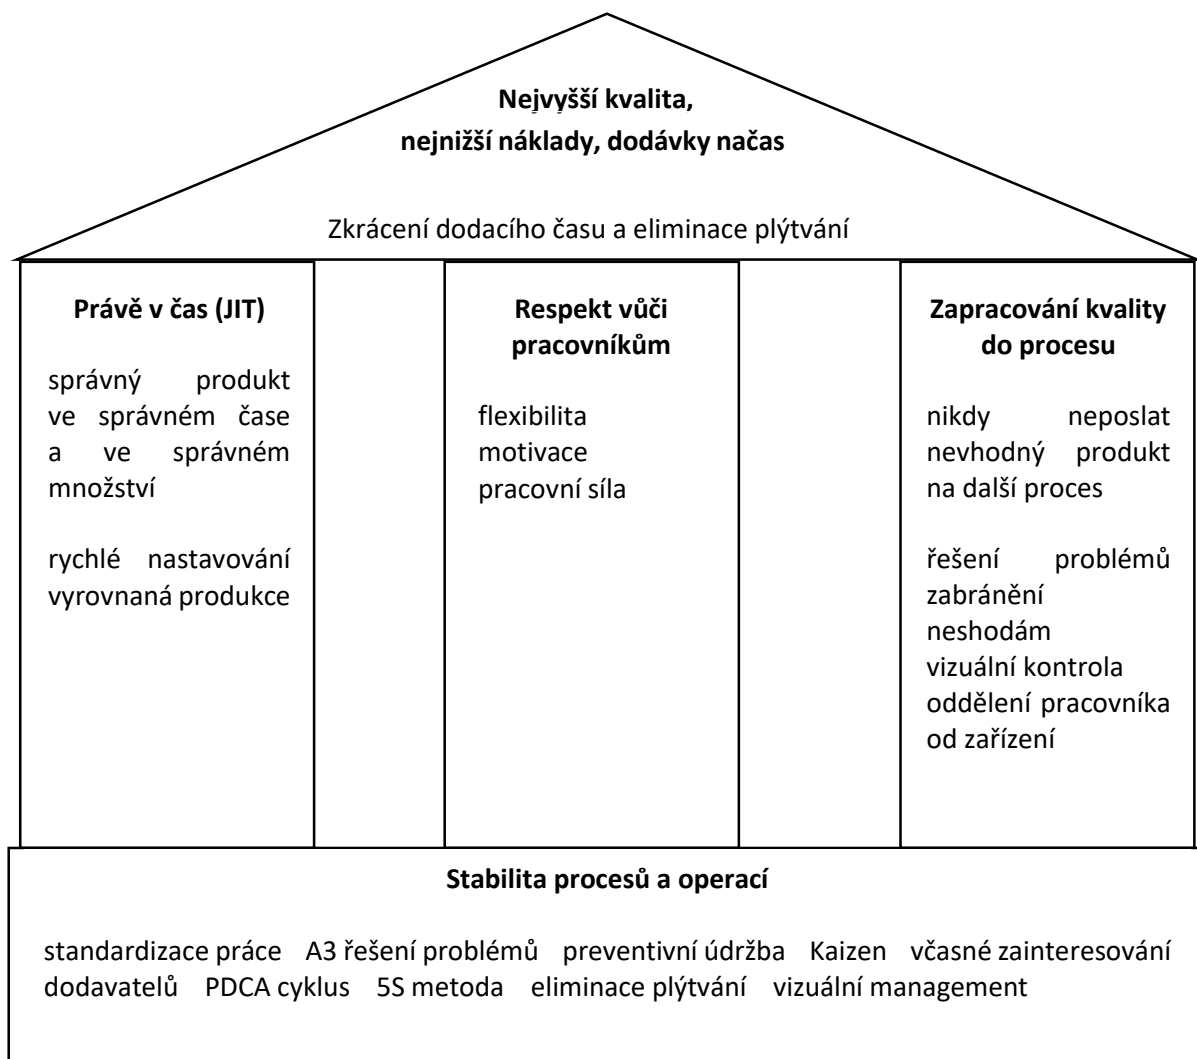 Nejvyšší kvalita,
nejnižší náklady, dodávky načas
Zkrácení dodacího času a eliminace plýtvání
Právě v čas (JIT)
správný produkt
ve správném čase
a ve správném
množství
rychlé nastavování
vyrovnaná produkce
Respekt vůči
pracovníkům
flexibilita
motivace
pracovní síla
Zapracování kvality
do procesu
nikdy neposlat
nevhodný produkt
na další proces
řešení problémů
zabránění
neshodám
vizuální kontrola
oddělení pracovníka
od zařízení
Stabilita procesů a operací
standardizace práce A3 řešení problémů preventivní údržba Kaizen včasné zainteresování
dodavatelů PDCA cyklus 5S metoda eliminace plýtvání vizuální management